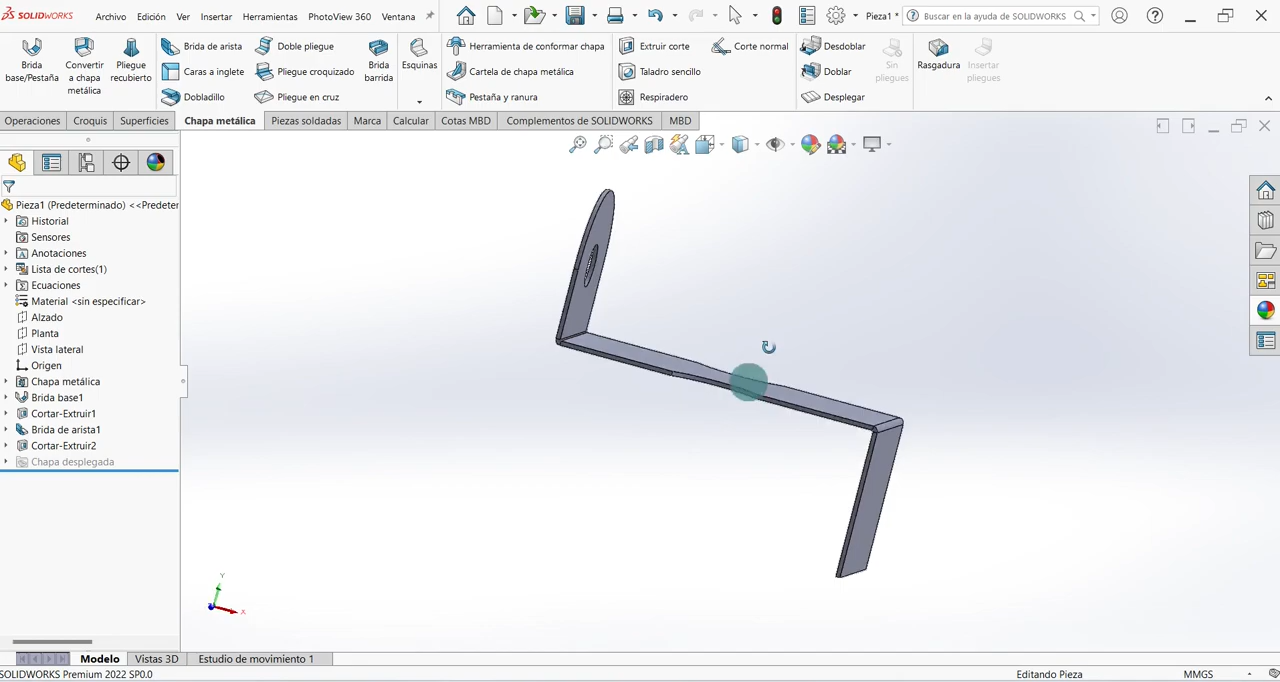 SOLIDWORKS Archivo Edición Ver Insertar Herramientas PhotoView 360 Ventana Pieza1 * Buscar en la ayuda de SOLIDWORKS
Brida base/Pestaña
Convertir a chapa metálica
Pliegue recubierto
Brida de arista
Caras a inglete
Dobladillo
Doble pliegue
Pliegue croquizado
Pliegue en cruz
Brida barrida
Esquinas
Herramienta de conformar chapa
Cartela de chapa metálica
Pestaña y ranura
Extruir corte
Taladro sencillo
Respiradero
Corte normal
Desdoblar
Doblar
Desplegar
Sin pliegues
Rasgadura
Insertar pliegues
Operaciones Croquis Superficies Chapa metálica Piezas soldadas Marca Calcular Cotas MBD Complementos de SOLIDWORKS MBD
Pieza1 (Predeterminado) <<Predeter
Historial
Sensores
Anotaciones
Lista de cortes(1)
Ecuaciones
Material <sin especificar>
Alzado
Planta
Vista lateral
Origen
Chapa metálica
Brida base1
Cortar-Extruir1
Brida de arista1
Cortar-Extruir2
Chapa desplegada
Y
X
Modelo Vistas 3D Estudio de movimiento 1
SOLIDWORKS Premium 2022 SP0.0 Editando Pieza MMGS